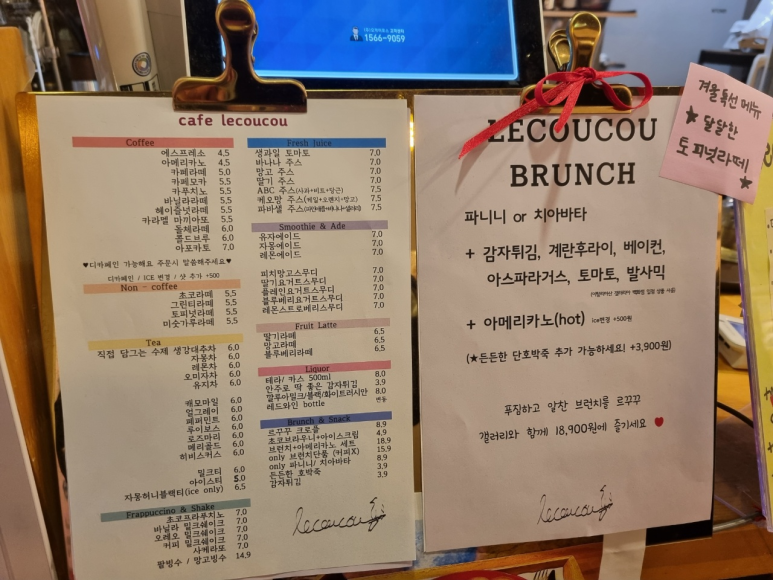 1566-9059
cafe lecoucou
Coffee
에스프레소 4,5
아메리카노 4,5
카페라떼 5,0
카페모카 5,5
카푸치노 5,5
바닐라라떼 5,5
헤이즐넛라떼 5,5
카라멜 마끼아또 5,5
돌체라떼 6,0
콜드브루 6,0
아포카토 7,0
♥디카페인 가능해요 주문시 말씀해주세요♥
디카페인 / ICE 변경 / 샷 추가 +500
Non - coffee
초코라떼 5,5
그린티라떼 5,5
토피넛라떼 5,5
미숫가루라떼 5,5
Tea
직접 담그는 수제 생강대추차 6,0
자몽차 6,0
레몬차 6,0
오미자차 6,0
유자차 6,0
캐모마일 6,0
얼그레이 6,0
페퍼민트 6,0
루이보스 6,0
로즈마리 6,0
메리골드 6,0
히비스커스 6,0
밀크티 6,0
아이스티 5,0
자몽허니블랙티(ice only) 6,5
Frappuccino & Shake
초코프라푸치노 7,0
바닐라 밀크쉐이크 7,0
오레오 밀크쉐이크 7,0
커피 밀크쉐이크 7,0
사케라또 7,0
팥빙수 / 망고빙수 14,9
Fresh Juice
생과일 토마토 7,0
바나나 주스 7,0
망고 주스 7,0
딸기 주스 7,0
ABC 주스(사과+비트+당근) 7,5
케오망 주스(케일+오렌지+망고) 7,5
파바샐 주스 7,5
Smoothie & Ade
유자에이드 7,0
자몽에이드 7,0
레몬에이드 7,0
피치망고스무디 7,0
딸기요거트스무디 7,0
플레인요거트스무디 7,0
블루베리요거트스무디 7,0
레몬스트로베리스무디 7,0
Fruit Latte
딸기라떼 6,5
망고라떼 6,5
블루베리라떼 6,5
Liquor
테라/ 카스 500ml 8,0
안주로 딱 좋은 감자튀김 3,9
깔루아밀크/블랙/화이트러시안 8,0
레드와인 bottle 변동
Brunch & Snack
르꾸꾸 크로플 8,9
초코브라우니+아이스크림 4,9
브런치+아메리카노 세트 18,9
only 브런치단품 (커피X) 15,9
only 파니니/ 치아바타 8,9
든든한 호박죽 3,9
감자튀김 3,9
lecoucou
LECOUCOU
BRUNCH
파니니 or 치아바타
+ 감자튀김, 계란후라이, 베이컨,
아스파라거스, 토마토, 발사믹
+ 아메리카노(hot) ice변경 +500원
(★든든한 단호박죽 추가 가능하세요! +3,900원)
푸짐하고 알찬 브런치를 르꾸꾸
갤러리와 함께 18,900원에 즐기세요 ♥
lecoucou
겨울특선 메뉴
★ 달달한
토피넛라떼 ★